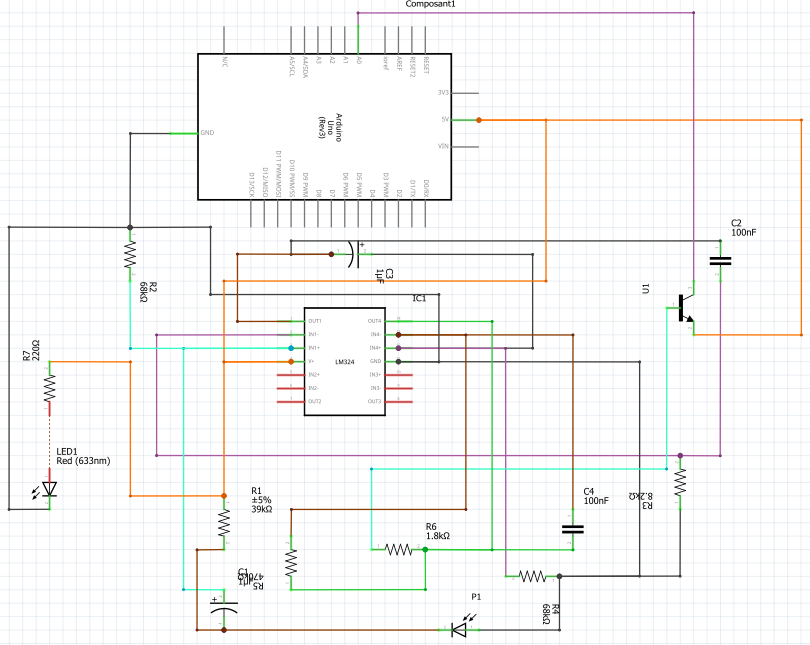 Composant1
N/C
A5/SCL
A4/SDA
A3
A2
A1
A0
ioref
AREF
RESET2
RESET
3V3
5V
VIN
GND
Arduino
Uno
(Rev3)
D13/SCK
D12/MISO
D11 PWM/MOSI
D10 PWM/SS
D9 PWM
D8
D7
D6 PWM
D5 PWM
D4
D3 PWM
D2
D1/TX
D0/RX
C2
100nF
R2
68kΩ
C3
1µF
U1
IC1
OUT1
IN1-
IN1+
V+
IN2+
IN2-
OUT2
LM324
OUT4
IN4-
IN4+
GND
IN3+
IN3-
OUT3
R7
220Ω
LED1
Red (633nm)
R1
±5%
39kΩ
C4
100nF
R3
8.2kΩ
R6
1.8kΩ
C1
1µF
R5
470kΩ
P1
R4
68kΩ